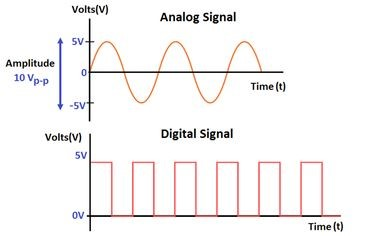 Volts(V)
Analog Signal
5V
Amplitude
10 Vp-p
0
Time (t)
-5V
Volts(V)
Digital Signal
5V
0V
Time (t)